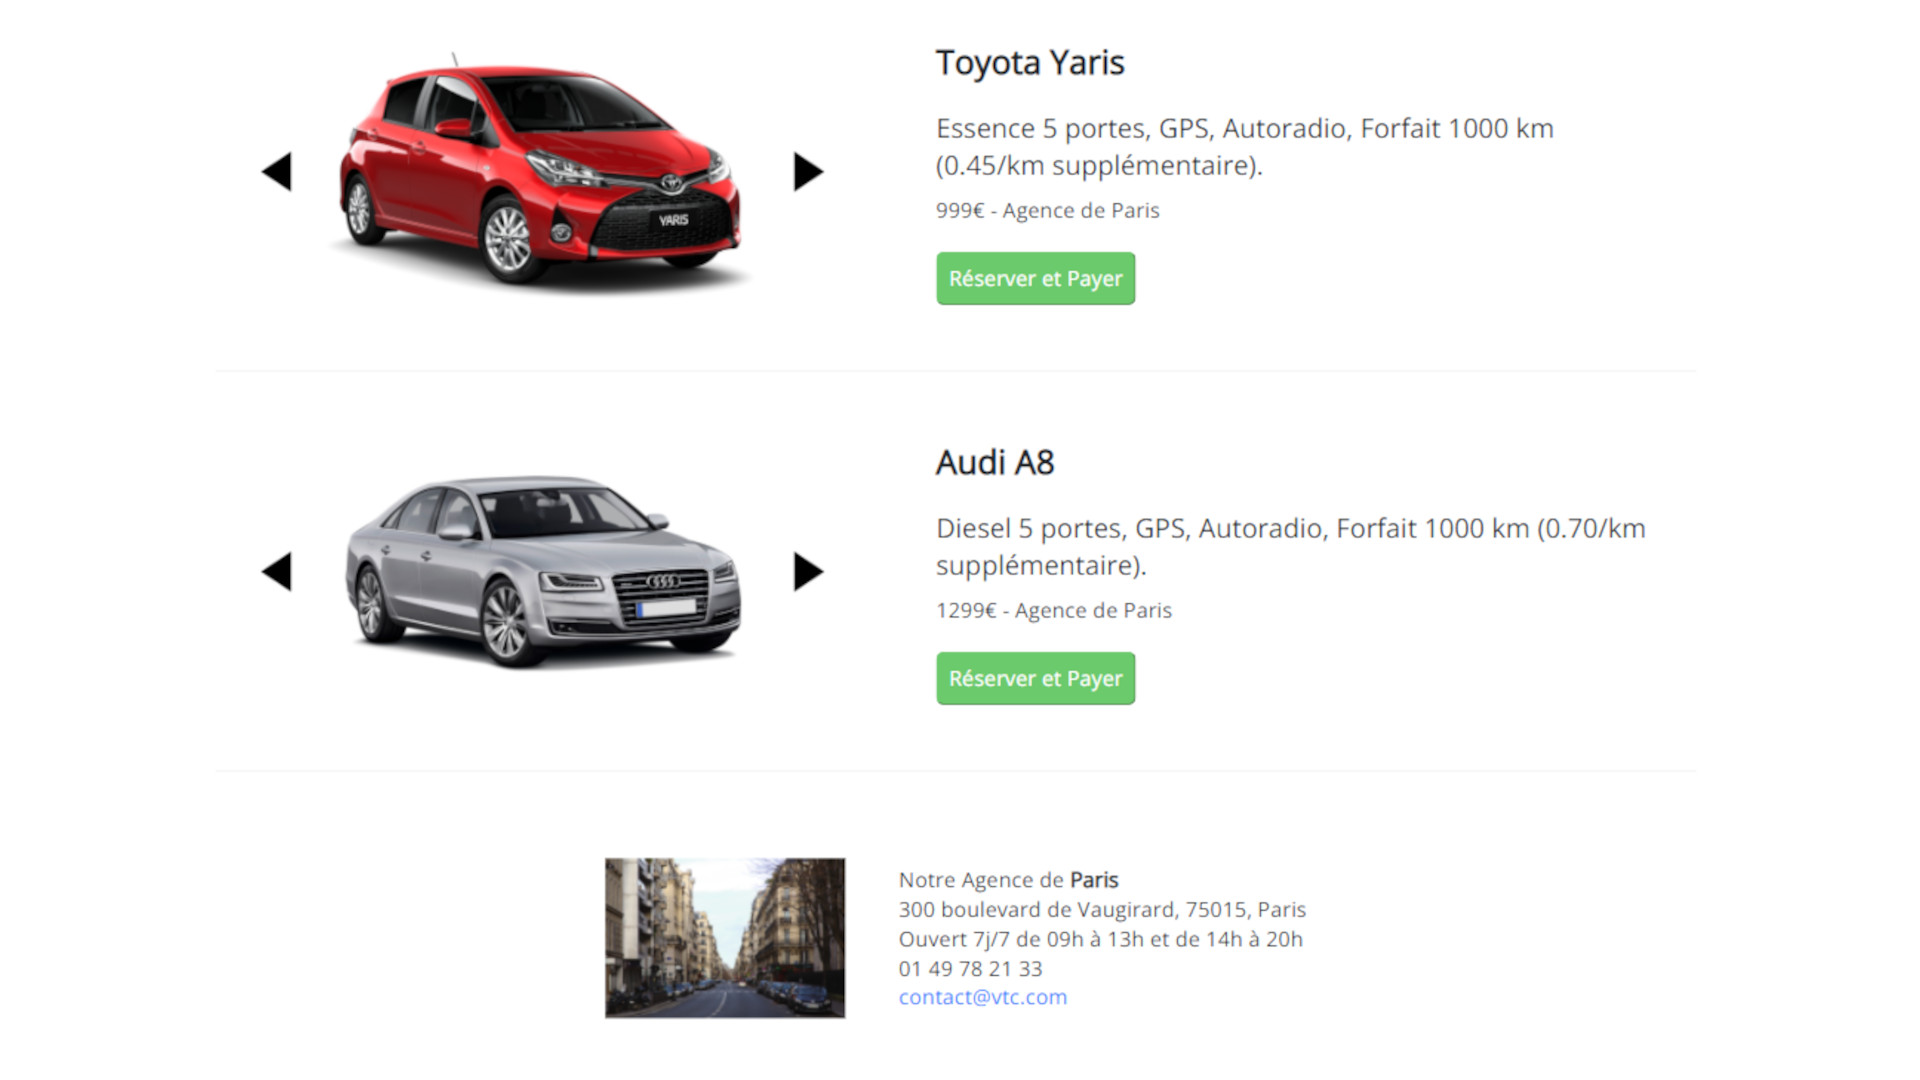 Toyota Yaris
Essence 5 portes, GPS, Autoradio, Forfait 1000 km
(0.45/km supplémentaire).
999€ - Agence de Paris
YARIS
Réserver et Payer
Audi A8
Diesel 5 portes, GPS, Autoradio, Forfait 1000 km (0.70/km
supplémentaire).
1299€ - Agence de Paris
Réserver et Payer
Notre Agence de Paris
300 boulevard de Vaugirard, 75015, Paris
Ouvert 7j/7 de 09h à 13h et de 14h à 20h
01 49 78 21 33
contact@vtc.com